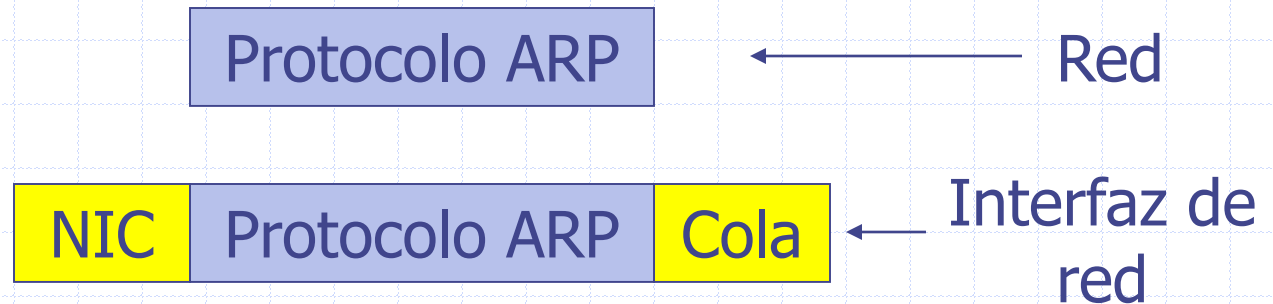 Protocolo ARP
Red
NIC
Protocolo ARP
Cola
Interfaz de
red